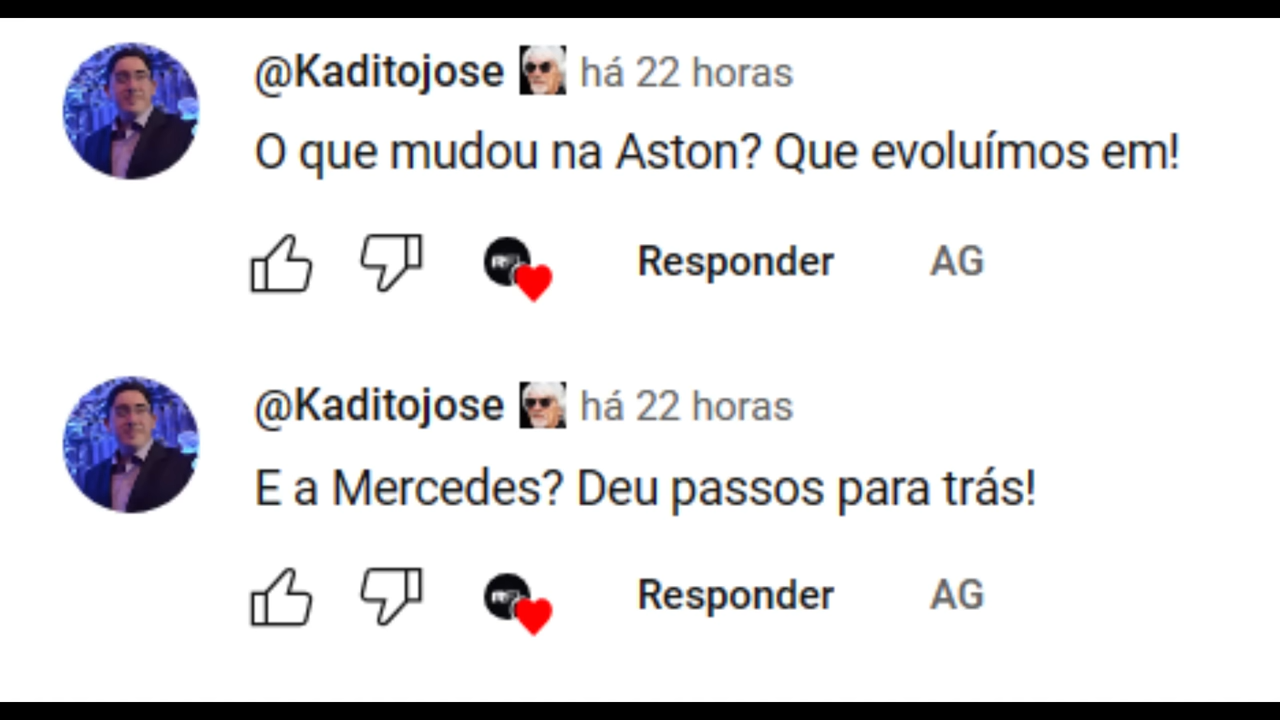 @Kaditojose há 22 horas
O que mudou na Aston? Que evoluímos em!
Responder AG
@Kaditojose há 22 horas
E a Mercedes? Deu passos para trás!
Responder AG